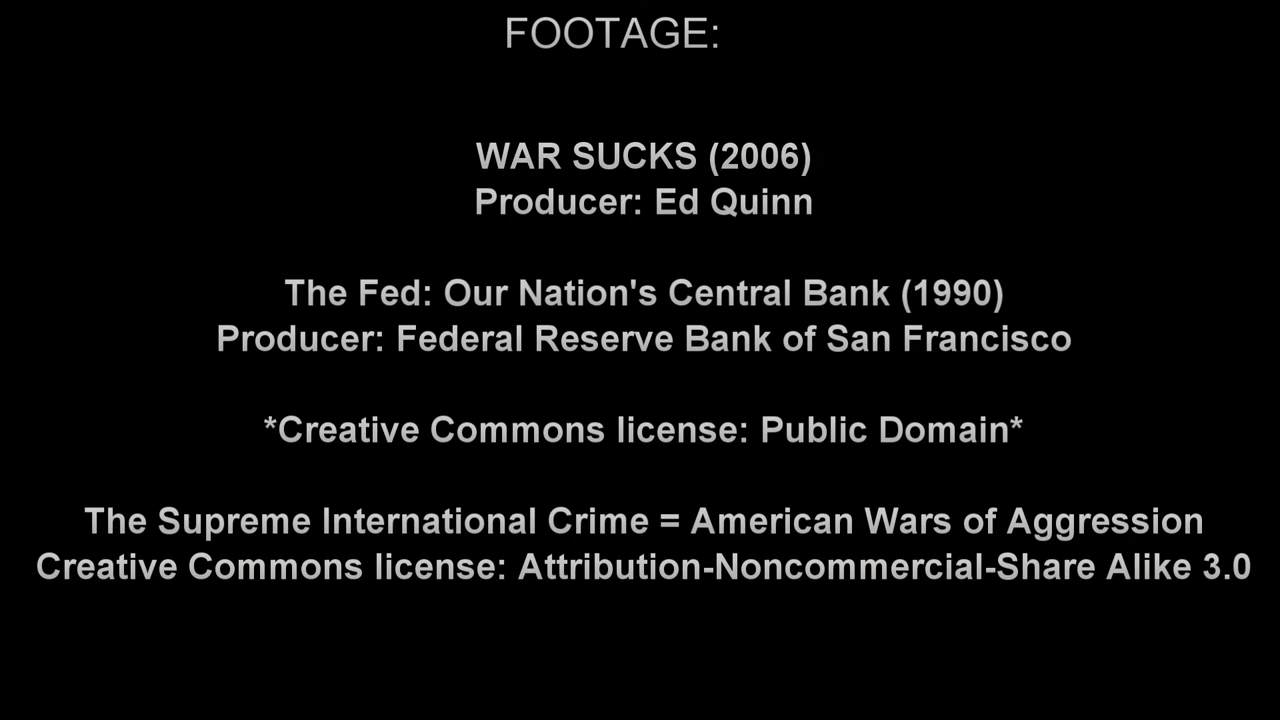 FOOTAGE:
WAR SUCKS (2006)
Producer: Ed Quinn
The Fed: Our Nation's Central Bank (1990)
Producer: Federal Reserve Bank of San Francisco
*Creative Commons license: Public Domain*
The Supreme International Crime = American Wars of Aggression
Creative Commons license: Attribution-Noncommercial-Share Alike 3.0